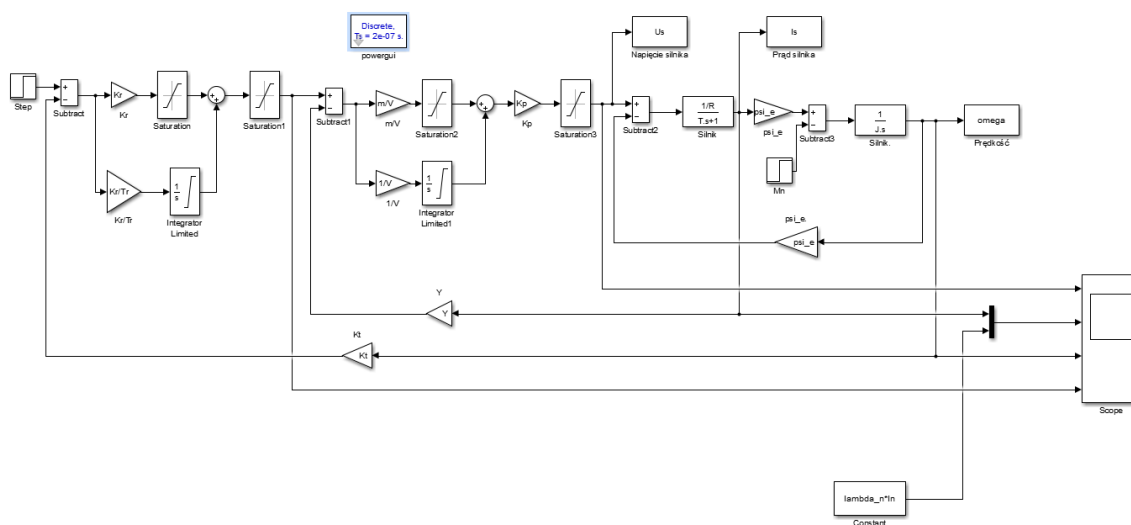 Discrete,
Ts = 2e-07 s.
powergui
Us
Napięcie silnika
Is
Prąd silnika
Step
Subtract
Kr
Kr
Saturation
Saturation1
Kr/Tr
Kr/Tr
1
s
Integrator
Limited
Subtract1
m/V
m/V
Saturation2
1/V
1/V
1
s
Integrator
Limited1
Kp
Kp
Saturation3
Subtract2
1/R
T.s+1
Silnik
psi_e
psi_e
Mn
Subtract3
1
J.s
Silnik.
omega
Prędkość
psi_e.
psi_e
Y
Y
Kt
Kt
Scope
lambda_n*In
Constant